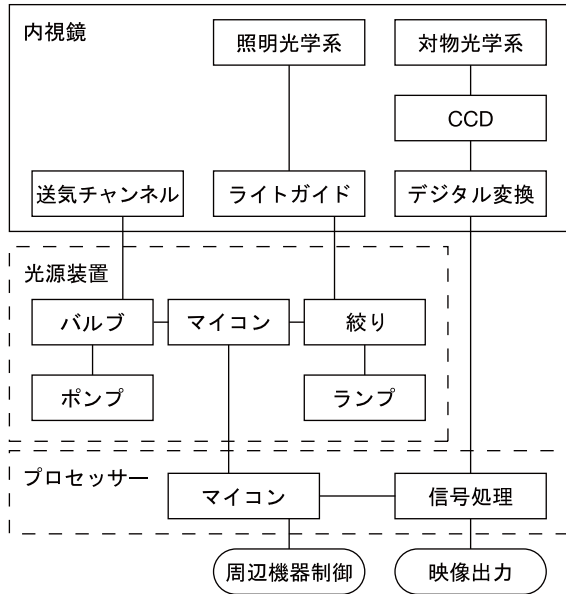 内視鏡
照明光学系
対物光学系
CCD
送気チャンネル
ライトガイド
デジタル変換
光源装置
バルブ
マイコン
絞り
ポンプ
ランプ
プロセッサー
マイコン
信号処理
周辺機器制御
映像出力